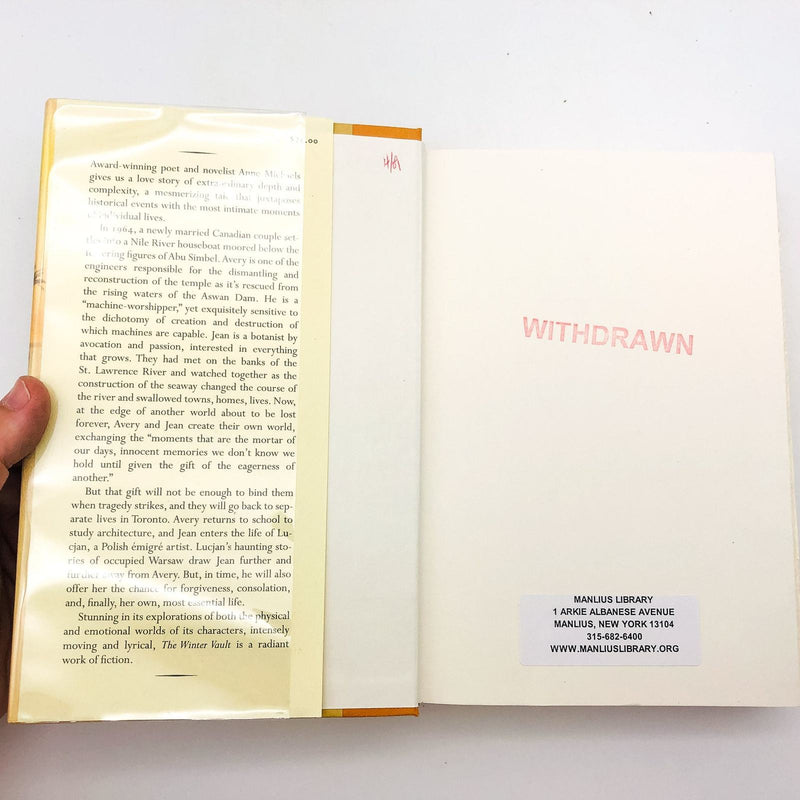 .00
4/81
Award-winning poet and novelist Anne Michaels
gives us a love story of extraordinary depth and
complexity, a mesmerizing tale that juxtaposes
historical events with the most intimate moments
of individual lives.
In 1964, a newly married Canadian couple set-
tles into a Nile River houseboat moored below the
towering figures of Abu Simbel. Avery is one of the
engineers responsible for the dismantling and
reconstruction of the temple as it's rescued from
the rising waters of the Aswan Dam. He is a
“machine-worshipper,” yet exquisitely sensitive to
the dichotomy of creation and destruction of
which machines are capable. Jean is a botanist by
avocation and passion, interested in everything
that grows. They had met on the banks of the
St. Lawrence River and watched together as the
construction of the seaway changed the course of
the river and swallowed towns, homes, lives. Now,
at the edge of another world about to be lost
forever, Avery and Jean create their own world,
exchanging the “moments that are the mortar of
our days, innocent memories we don't know we
hold until given the gift of the eagerness of
another.”
But that gift will not be enough to bind them
when tragedy strikes, and they will go back to sep-
arate lives in Toronto. Avery returns to school to
study architecture, and Jean enters the life of Lu-
cjan, a Polish émigré artist. Lucjan's haunting sto-
ries of occupied Warsaw draw Jean further and
further away from Avery. But, in time, he will also
offer her the chance for forgiveness, consolation,
and, finally, her own, most essential life.
Stunning in its explorations of both the physical
and emotional worlds of its characters, intensely
moving and lyrical, The Winter Vault is a radiant
work of fiction.
WITHDRAWN
MANLIUS LIBRARY
1 ARKIE ALBANESE AVENUE
MANLIUS, NEW YORK 13104
315-682-6400
WWW.MANLIUSLIBRARY.ORG